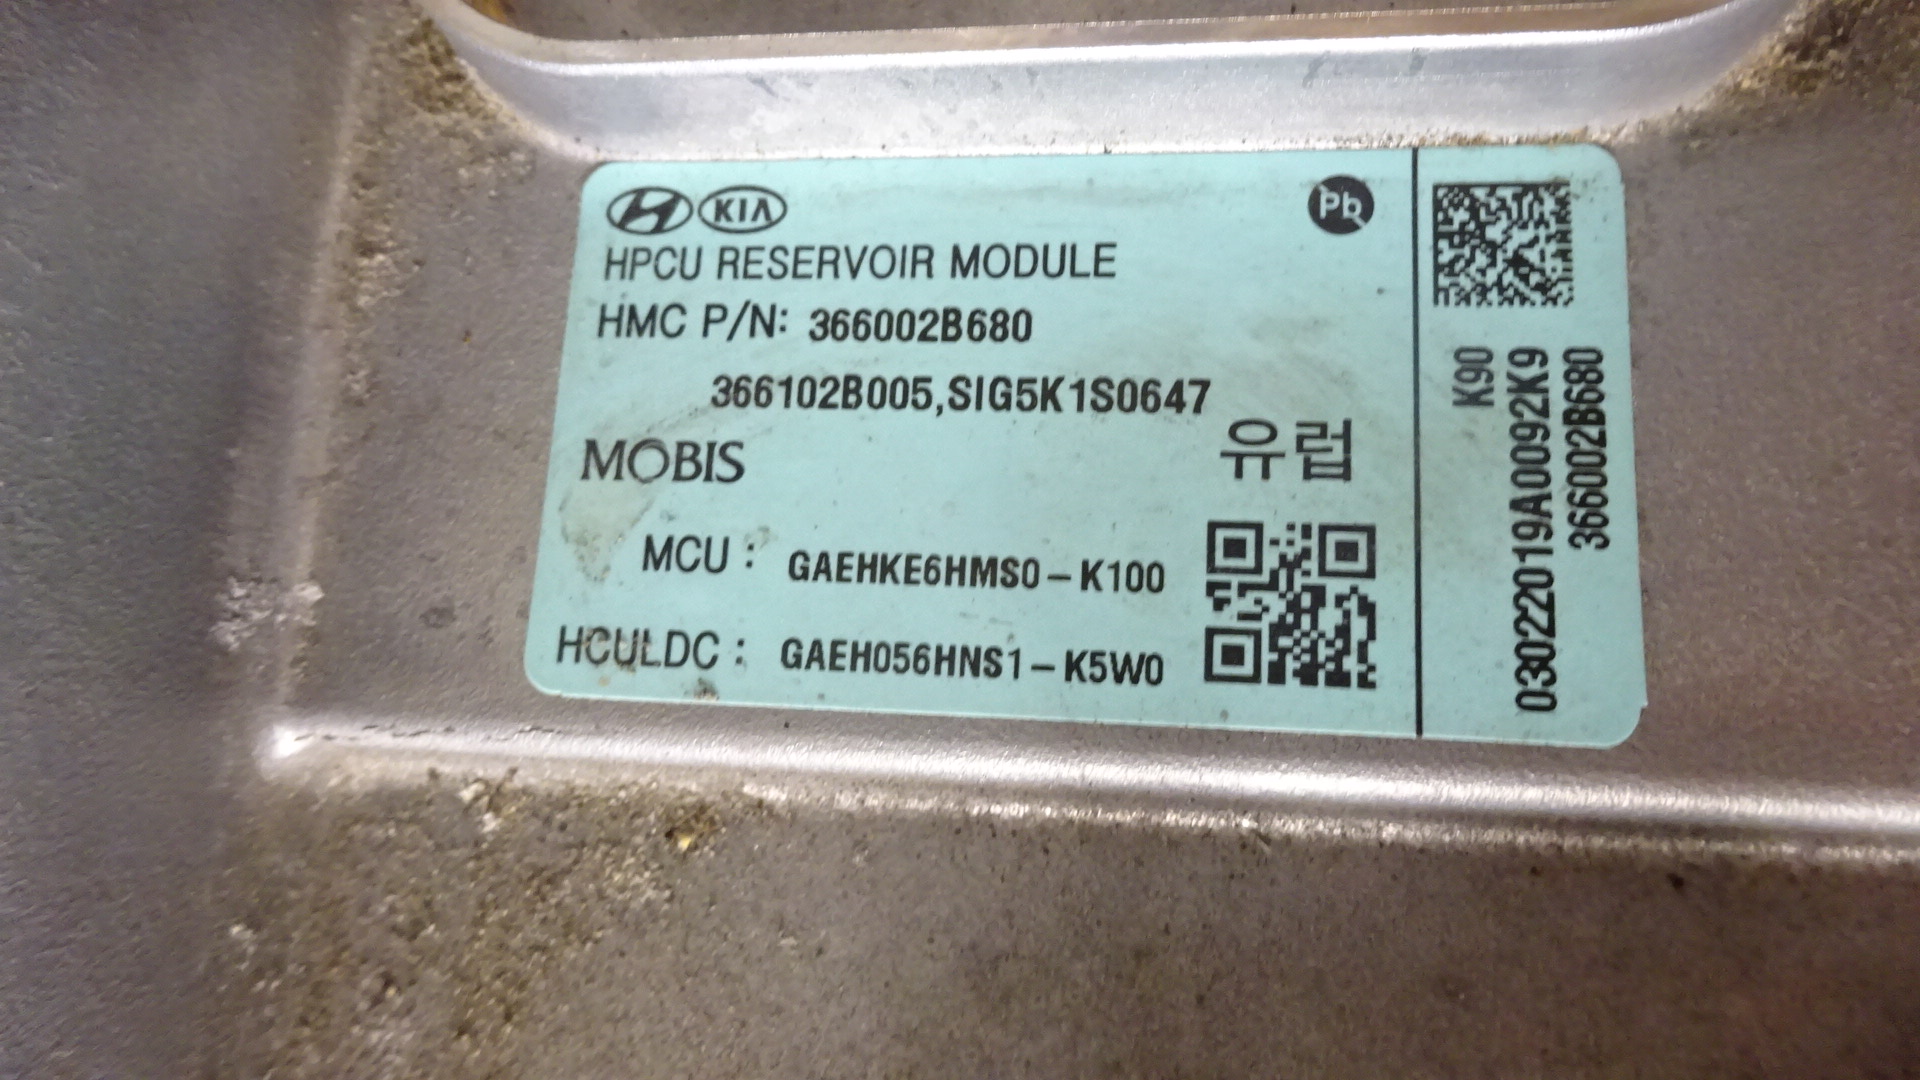 KIA
Pb
HPCU RESERVOIR MODULE
HMC P/N: 366002B680
366102B005,SIG5K1S0647
MOBIS
유럽
MCU : GAEHKE6HMS0-K100
HCULDC : GAEH056HNS1-K5W0
K90
03022019A0092K9
366002B680